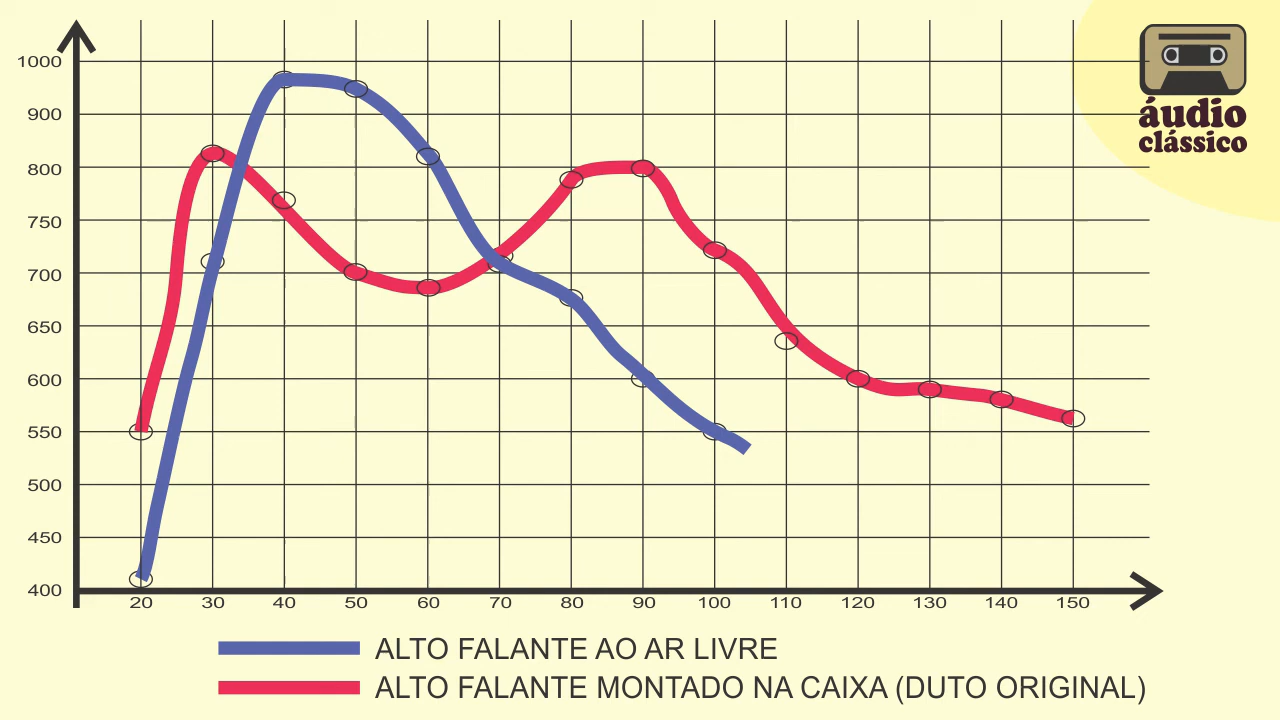 áudio
clássico
1000
900
800
750
700
650
600
550
500
450
400
20 30 40 50 60 70 80 90 100 110 120 130 140 150
ALTO FALANTE AO AR LIVRE
ALTO FALANTE MONTADO NA CAIXA (DUTO ORIGINAL)